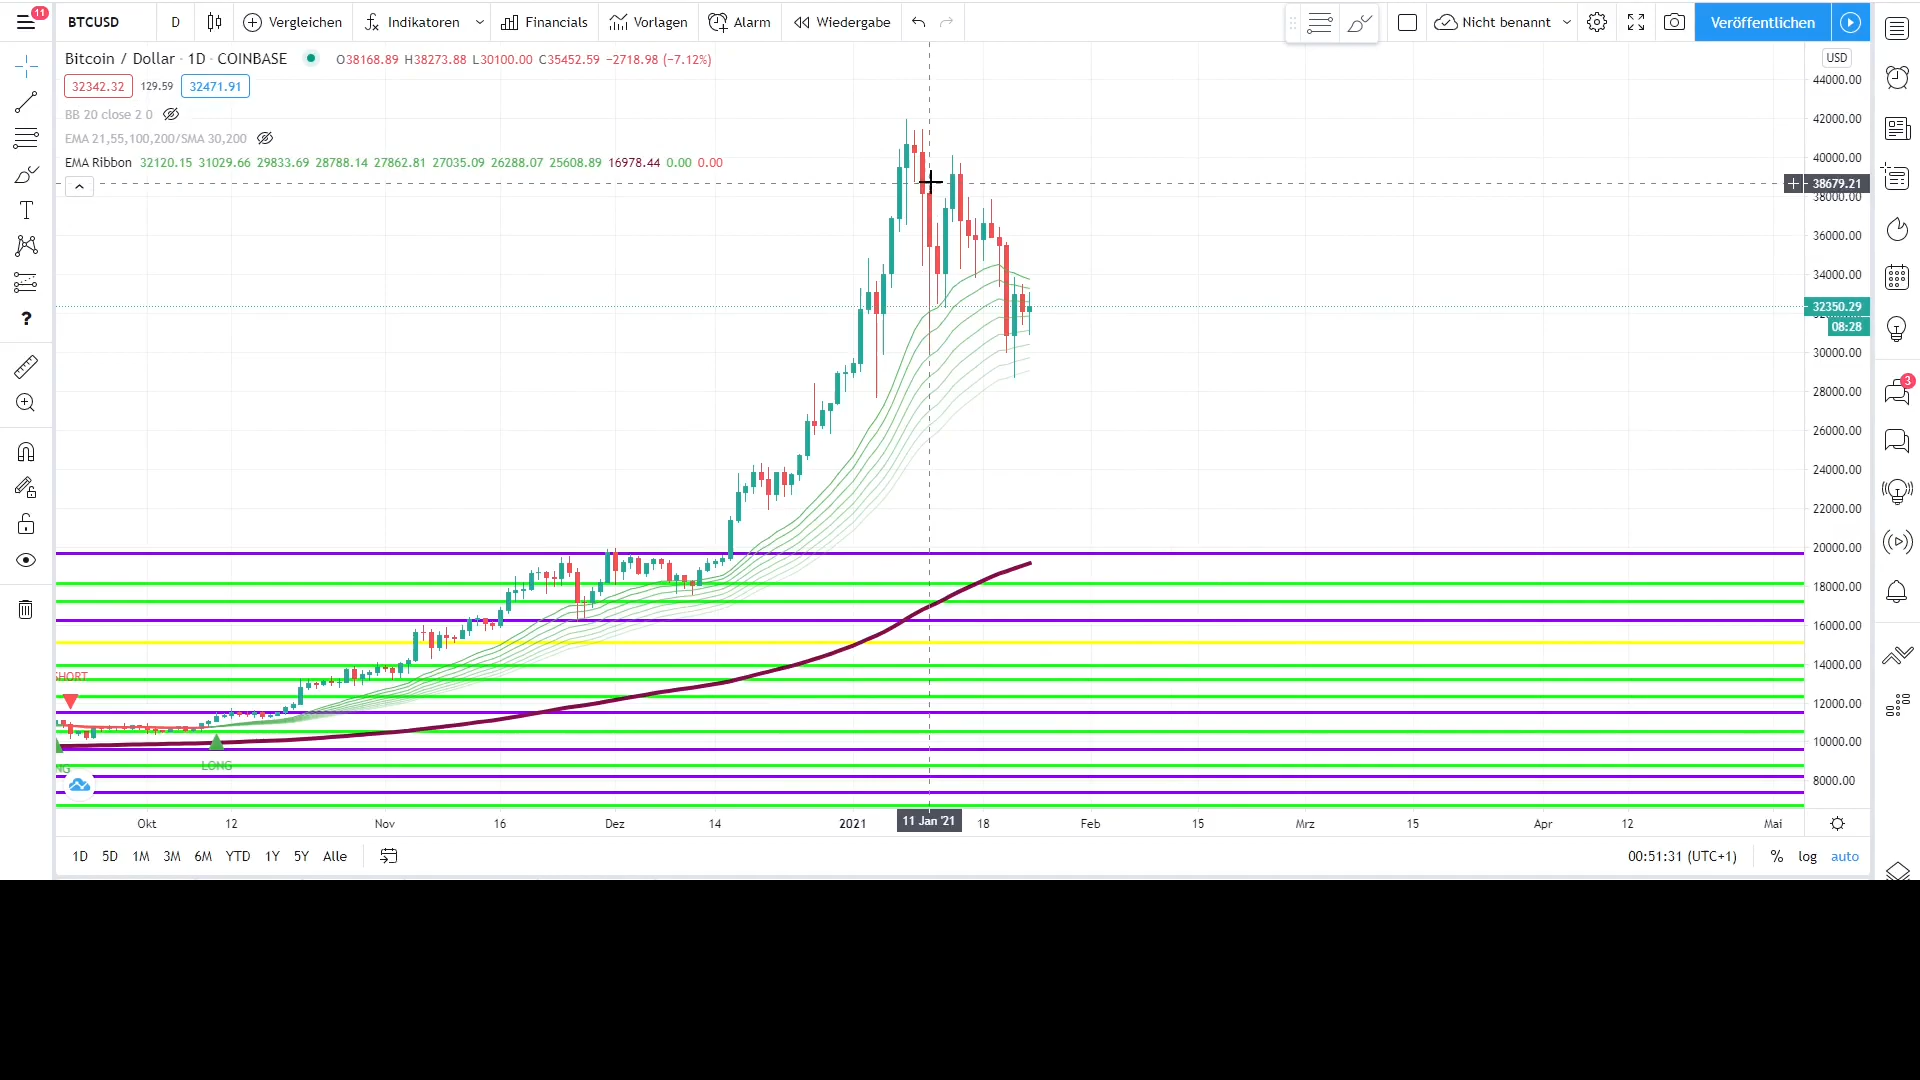 11
BTCUSD D Vergleichen Indikatoren Financials Vorlagen Alarm Wiedergabe Nicht benannt Veröffentlichen
Bitcoin / Dollar · 1D · COINBASE O38168.89 H38273.88 L30100.00 C35452.59 −2718.98 (−7.12%)
USD
32342.32 129.59 32471.91
BB 20 close 2 0
EMA 21,55,100,200/SMA 30,200
EMA Ribbon 32120.15 31029.66 29833.69 28788.14 27862.81 27035.09 26288.07 25608.89 16978.44 0.00 0.00
44000.00
42000.00
40000.00
38679.21
38000.00
36000.00
34000.00
32350.29
08:28
30000.00
28000.00
26000.00
24000.00
22000.00
20000.00
18000.00
16000.00
14000.00
12000.00
10000.00
8000.00
3
T
?
SHORT
LONG
NG
Okt 12 Nov 16 Dez 14 2021 11 Jan '21 18 Feb 15 Mrz 15 Apr 12 Mai
1D 5D 1M 3M 6M YTD 1Y 5Y Alle 00:51:31 (UTC+1) % log auto